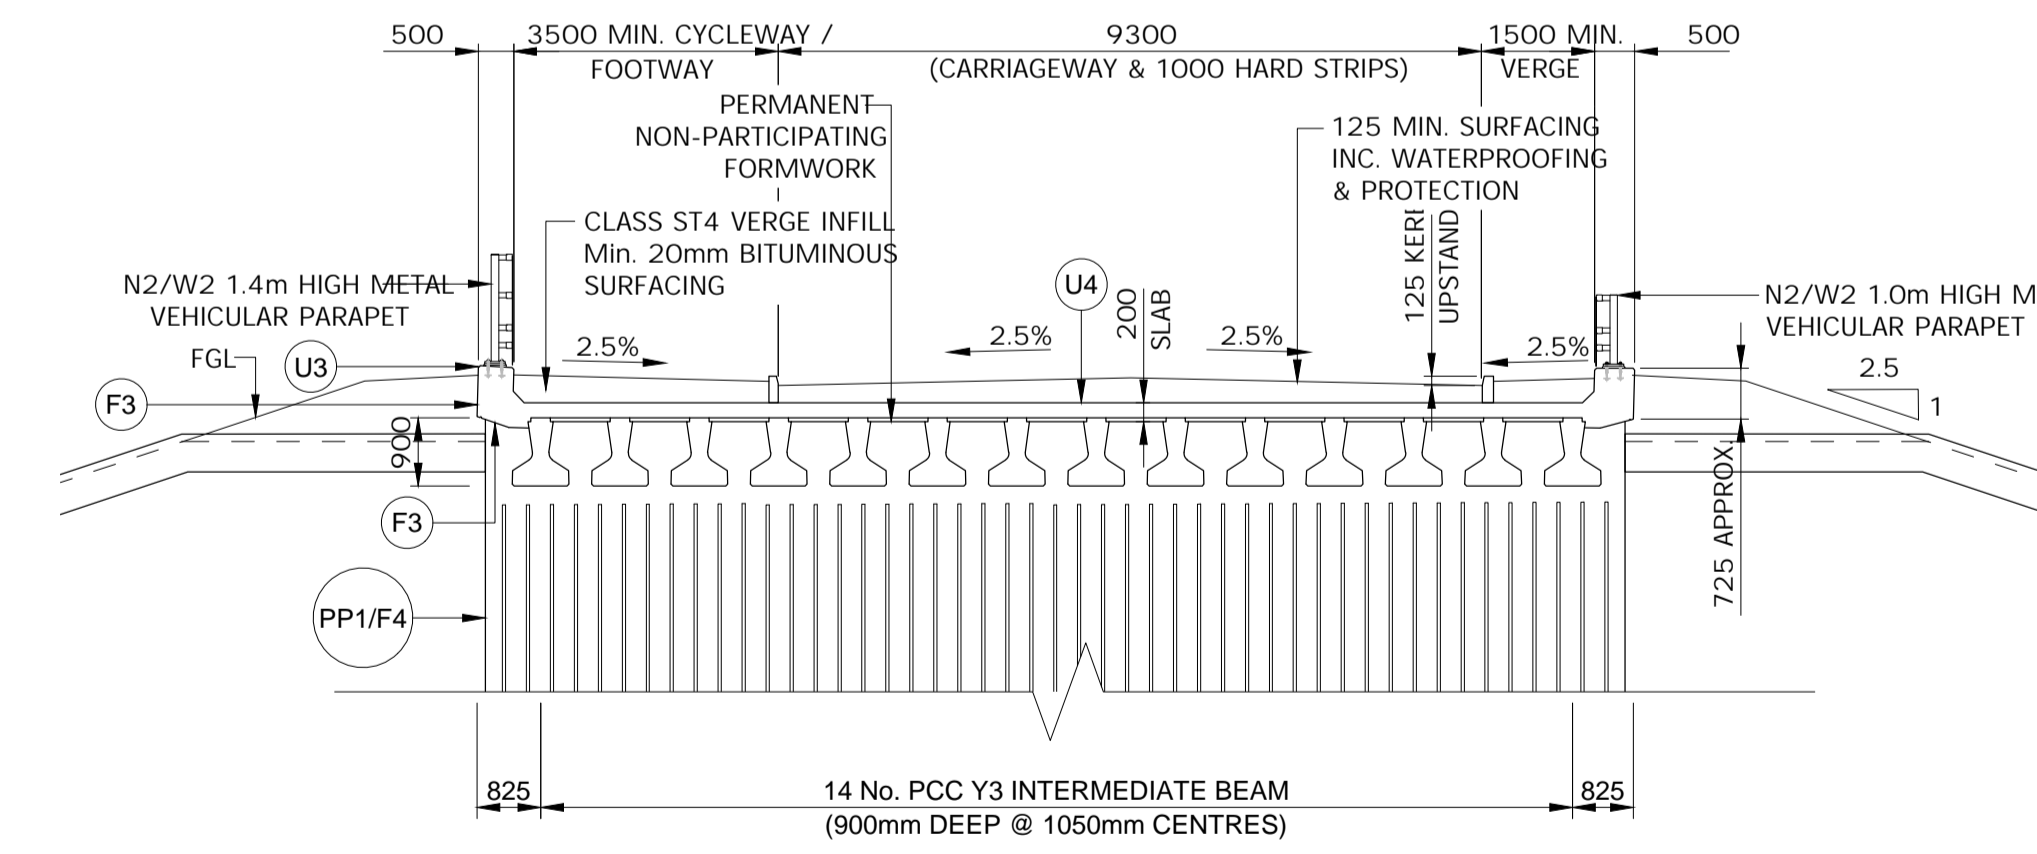 500
3500 MIN. CYCLEWAY /
FOOTWAY
9300
(CARRIAGEWAY & 1000 HARD STRIPS)
1500 MIN.
VERGE
500
PERMANENT
NON-PARTICIPATING
FORMWORK
125 MIN. SURFACING
INC. WATERPROOFING
& PROTECTION
CLASS ST4 VERGE INFILL
Min. 20mm BITUMINOUS
SURFACING
N2/W2 1.4m HIGH METAL
VEHICULAR PARAPET
U4
200
SLAB
125
UPSTAND
N2/W2 1.0m HIGH M
VEHICULAR PARAPET
FGL
U3
2.5%
2.5%
2.5%
2.5%
2.5
1
F3
900
F3
725 APPROX.
PP1/F4
825
14 No. PCC Y3 INTERMEDIATE BEAM
(900mm DEEP @ 1050mm CENTRES)
825